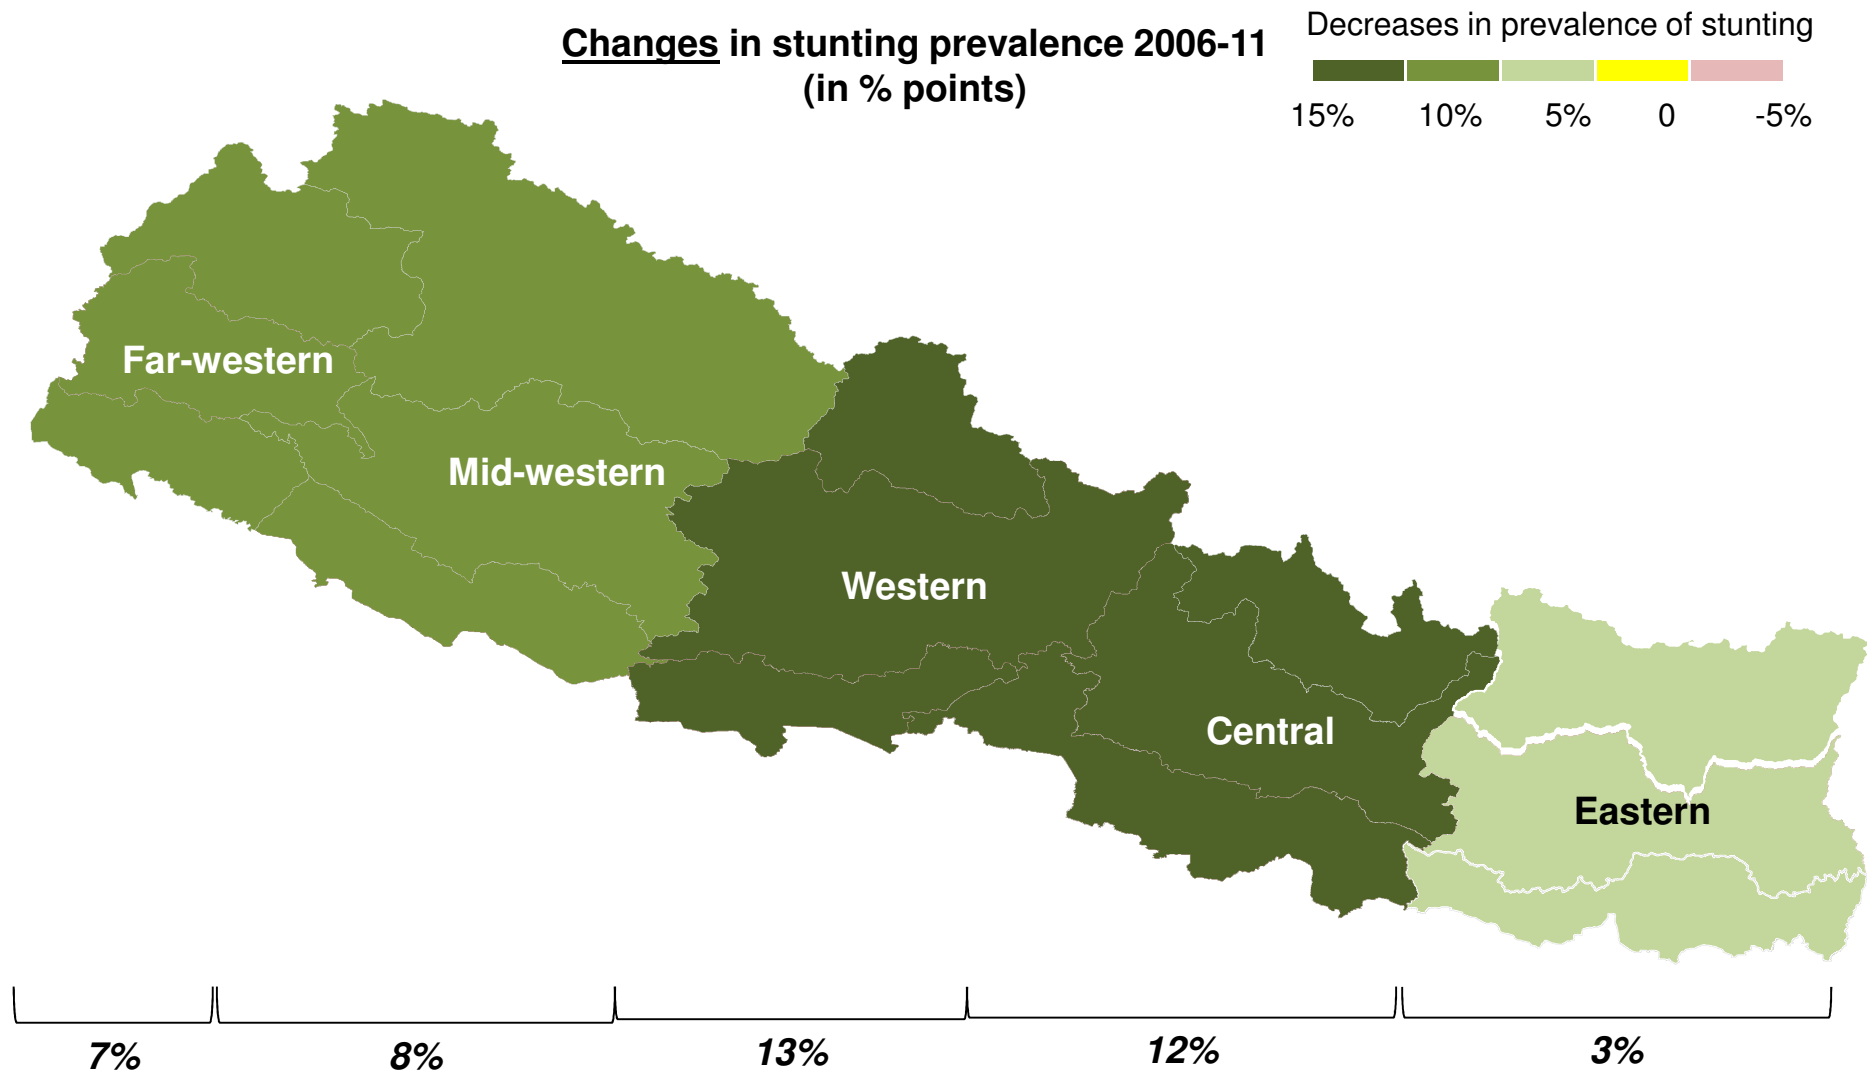 Changes in stunting prevalence 2006-11
(in % points)
Decreases in prevalence of stunting
15% 10% 5% 0 -5%
Far-western
Mid-western
Western
Central
Eastern
7% 8% 13% 12% 3%